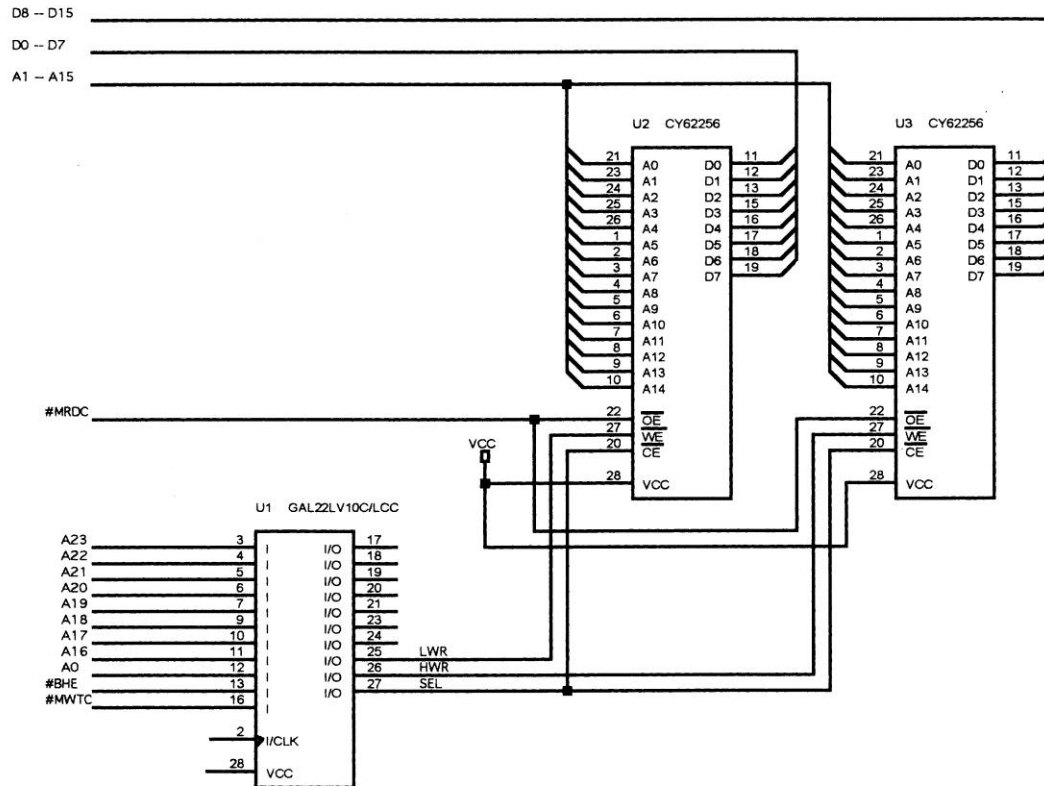 D8 -- D15
D0 -- D7
A1 -- A15
U2 CY62256
21 A0 D0 11
23 A1 D1 12
24 A2 D2 13
25 A3 D3 15
26 A4 D4 16
1 A5 D5 17
2 A6 D6 18
3 A7 D7 19
4 A8
5 A9
6 A10
7 A11
8 A12
9 A13
10 A14
22 OE
27 WE
20 CE
28 VCC
U3 CY62256
21 A0 D0 11
23 A1 D1 12
24 A2 D2 13
25 A3 D3 15
26 A4 D4 16
1 A5 D5 17
2 A6 D6 18
3 A7 D7 19
4 A8
5 A9
6 A10
7 A11
8 A12
9 A13
10 A14
22 OE
27 WE
20 CE
28 VCC
#MRDC
VCC
U1 GAL22LV10C/LCC
A23 3 I I/O 17
A22 4 I I/O 18
A21 5 I I/O 19
A20 6 I I/O 20
A19 7 I I/O 21
A18 9 I I/O 23
A17 10 I I/O 24
A16 11 I I/O 25 LWR
A0 12 I I/O 26 HWR
#BHE 13 I I/O 27 SEL
#MWTC 16 I
2 I/CLK
28 VCC